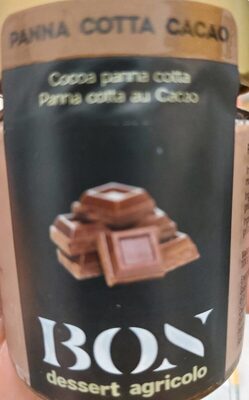 PANNA COTTA CACAO
Cocoa panna cotta
Panna cotta au Cacao
BON
dessert agricolo